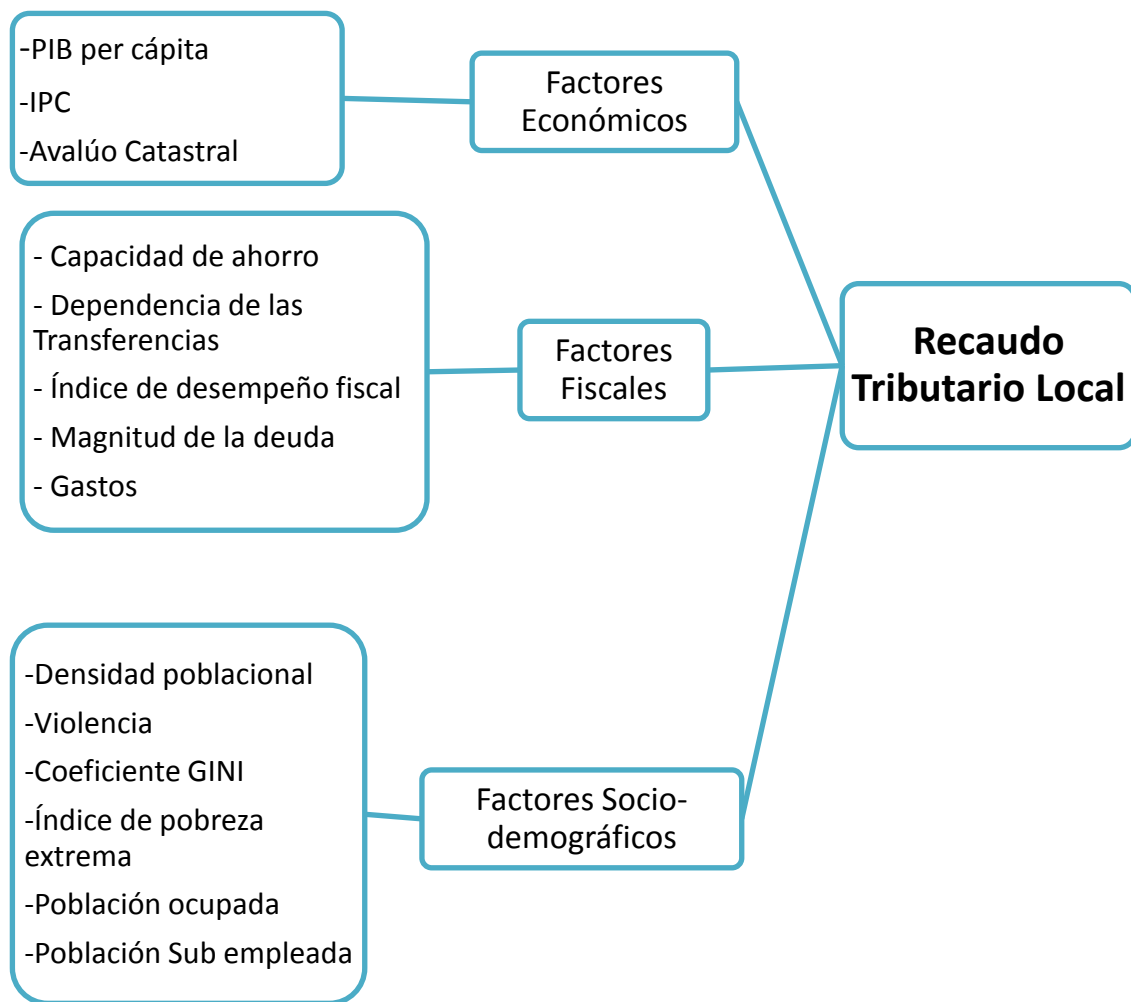 -PIB per cápita
-IPC
-Avalúo Catastral
Factores
Económicos
- Capacidad de ahorro
- Dependencia de las
Transferencias
- Índice de desempeño fiscal
- Magnitud de la deuda
- Gastos
Factores
Fiscales
Recaudo
Tributario Local
-Densidad poblacional
-Violencia
-Coeficiente GINI
-Índice de pobreza
extrema
-Población ocupada
-Población Sub empleada
Factores Socio-
demográficos